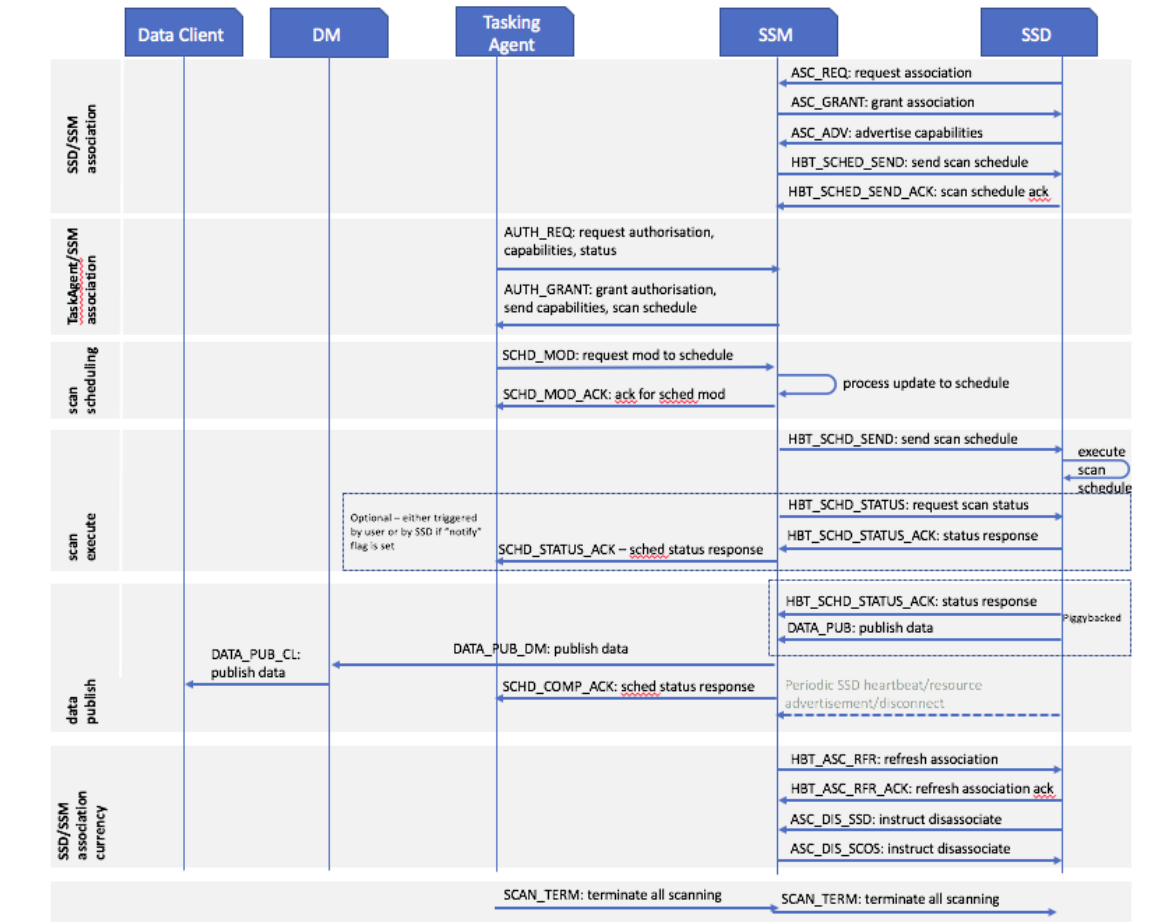 Data Client
DM
Tasking
Agent
SSM
SSD
SSD/SSM
association
ASC_REQ: request association
ASC_GRANT: grant association
ASC_ADV: advertise capabilities
HBT_SCHED_SEND: send scan schedule
HBT_SCHED_SEND_ACK: scan schedule ack
TaskAgent/SSM
association
AUTH_REQ: request authorisation,
capabilities, status
AUTH_GRANT: grant authorisation,
send capabilities, scan schedule
scan
scheduling
SCHD_MOD: request mod to schedule
process update to schedule
SCHD_MOD_ACK: ack for sched mod
scan
execute
HBT_SCHD_SEND: send scan schedule
execute
scan
schedule
Optional – either triggered
by user or by SSD if "notify"
flag is set
HBT_SCHD_STATUS: request scan status
HBT_SCHD_STATUS_ACK: status response
SCHD_STATUS_ACK – sched status response
data
publish
HBT_SCHD_STATUS_ACK: status response
Piggybacked
DATA_PUB: publish data
DATA_PUB_DM: publish data
DATA_PUB_CL:
publish data
SCHD_COMP_ACK: sched status response
Periodic SSD heartbeat/resource
advertisement/disconnect
SSD/SSM
association
currency
HBT_ASC_RFR: refresh association
HBT_ASC_RFR_ACK: refresh association ack
ASC_DIS_SSD: instruct disassociate
ASC_DIS_SCOS: instruct disassociate
SCAN_TERM: terminate all scanning
SCAN_TERM: terminate all scanning